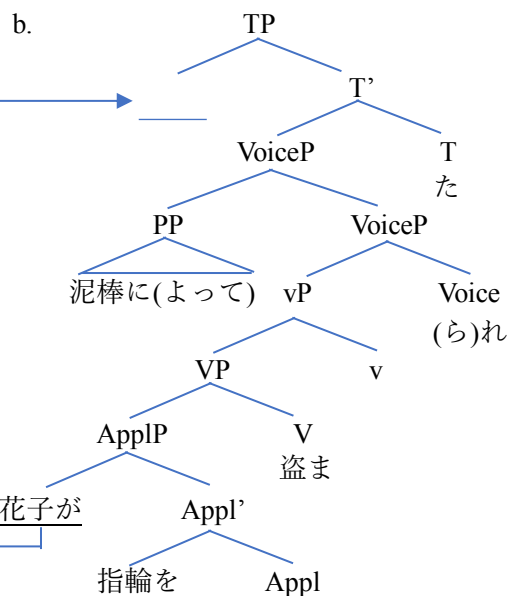 b. TP
T’
VoiceP T
た
PP VoiceP
泥棒に(よって) vP Voice
(ら)れ
VP v
ApplP V
盗ま
花子が Appl’
指輪を Appl